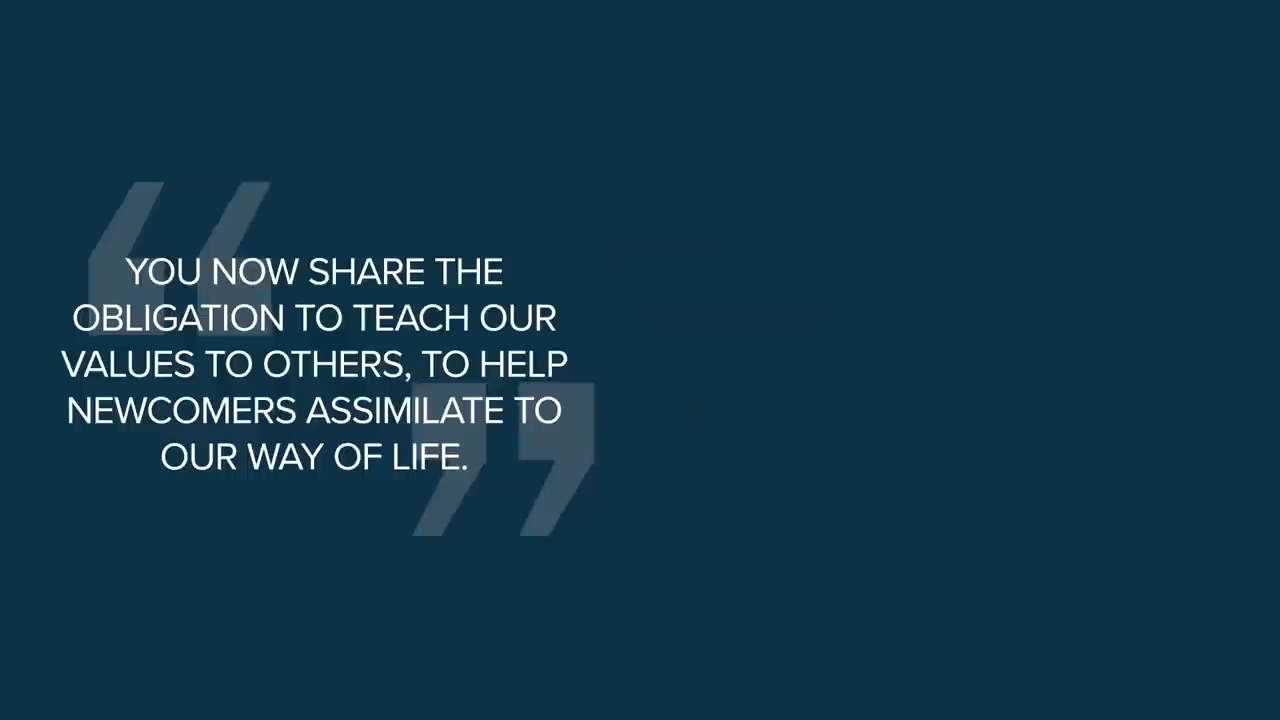 YOU NOW SHARE THE
OBLIGATION TO TEACH OUR
VALUES TO OTHERS, TO HELP
NEWCOMERS ASSIMILATE TO
OUR WAY OF LIFE.